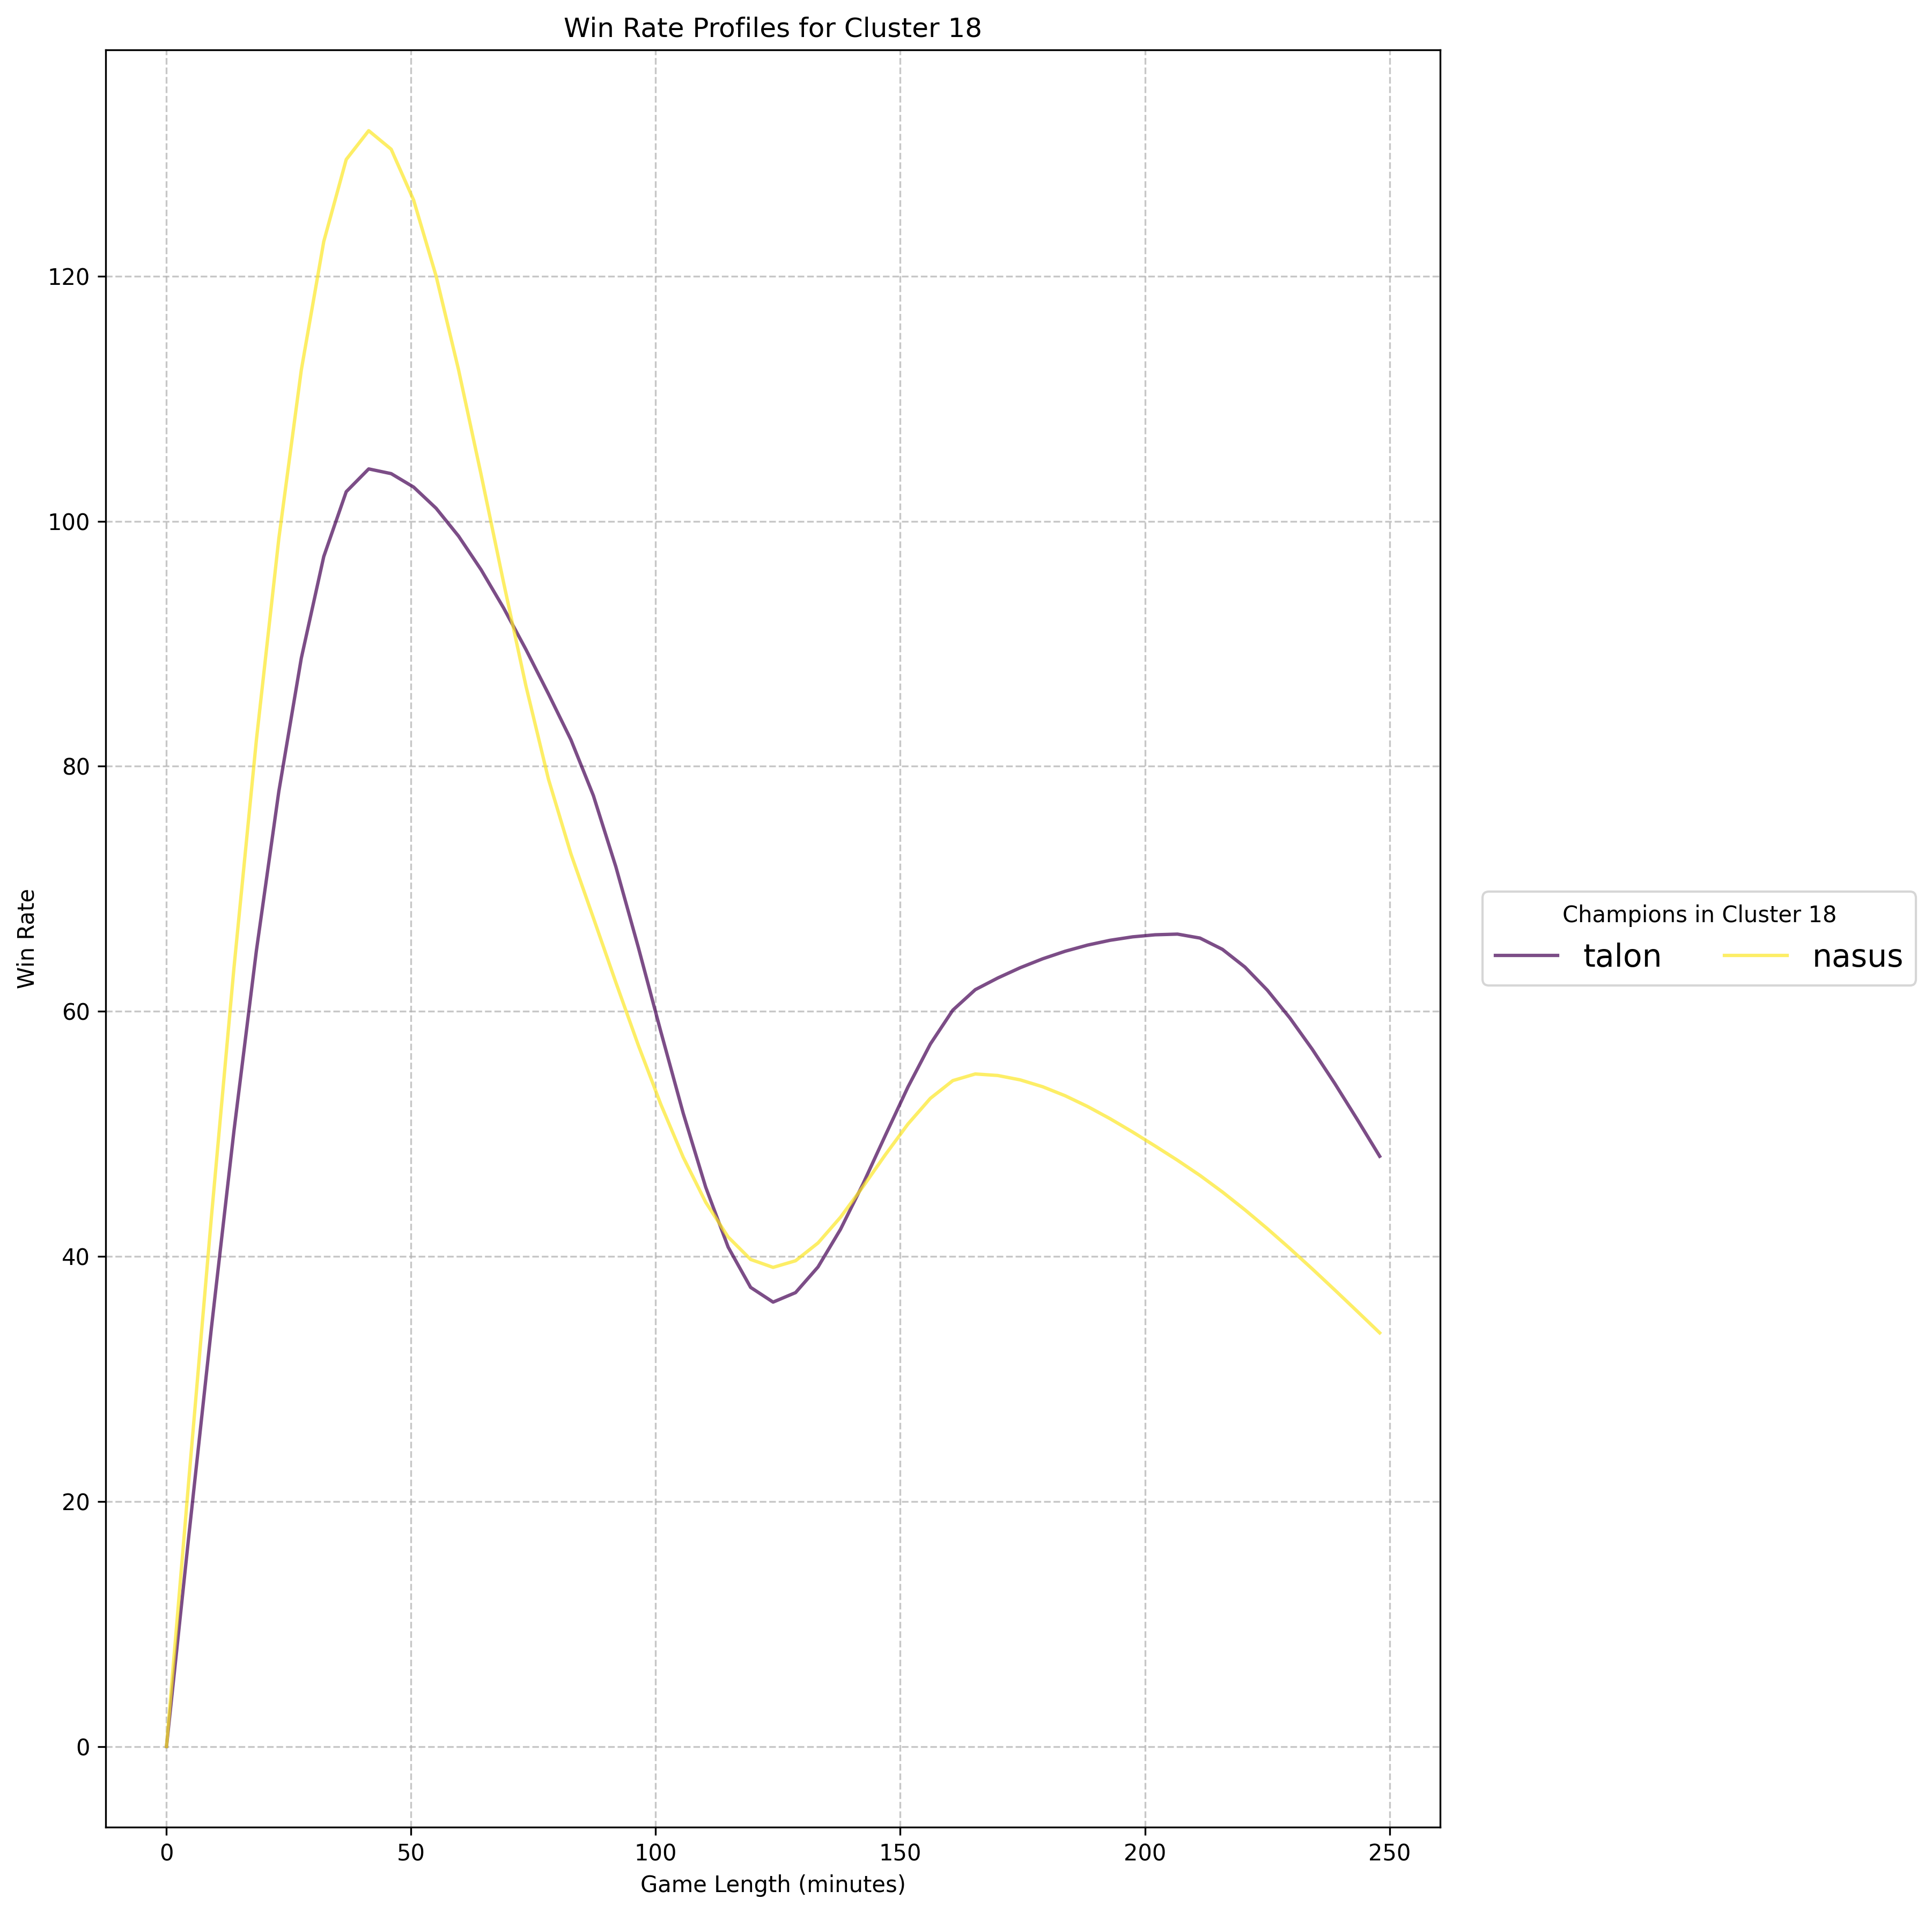 Win Rate Profiles for Cluster 18
120
100
80
60
40
20
0
Win Rate
0 50 100 150 200 250
Game Length (minutes)
Champions in Cluster 18
talon nasus